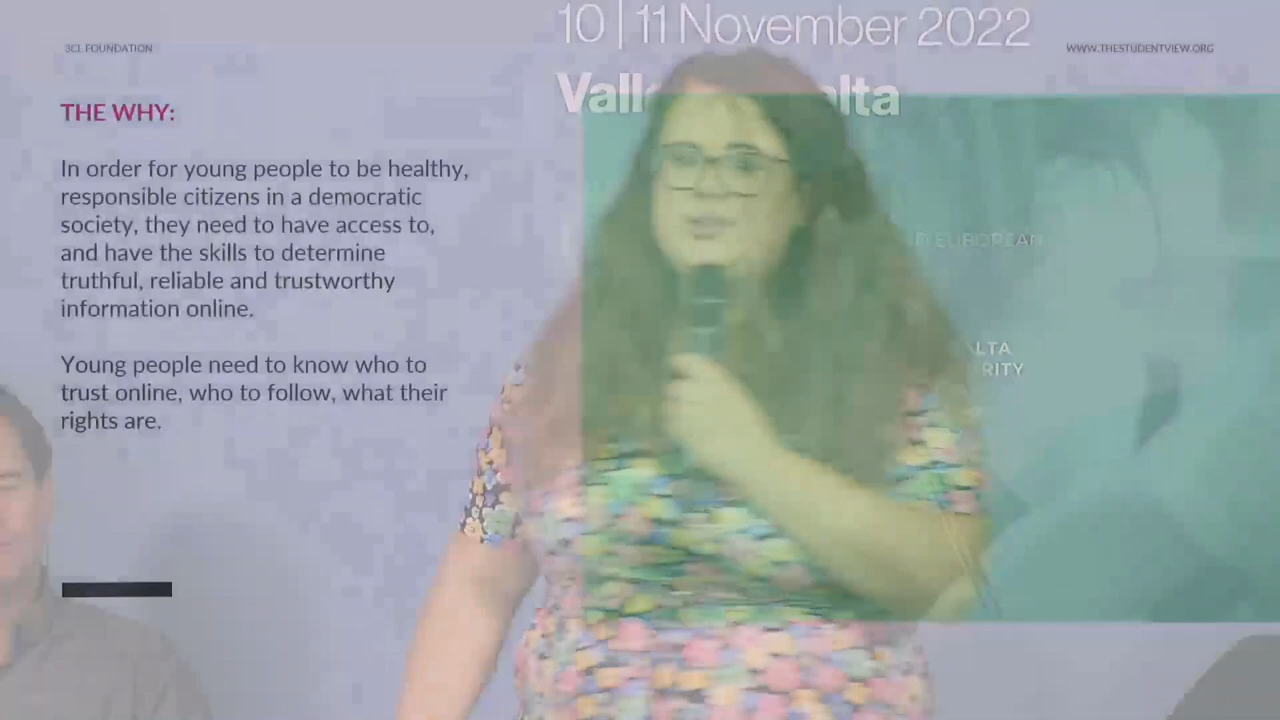 10 | 11 November 2022
3CL FOUNDATION
WWW.THESTUDENTVIEW.ORG
THE WHY:
In order for young people to be healthy,
responsible citizens in a democratic
society, they need to have access to,
and have the skills to determine
truthful, reliable and trustworthy
information online.
Young people need to know who to
trust online, who to follow, what their
rights are.